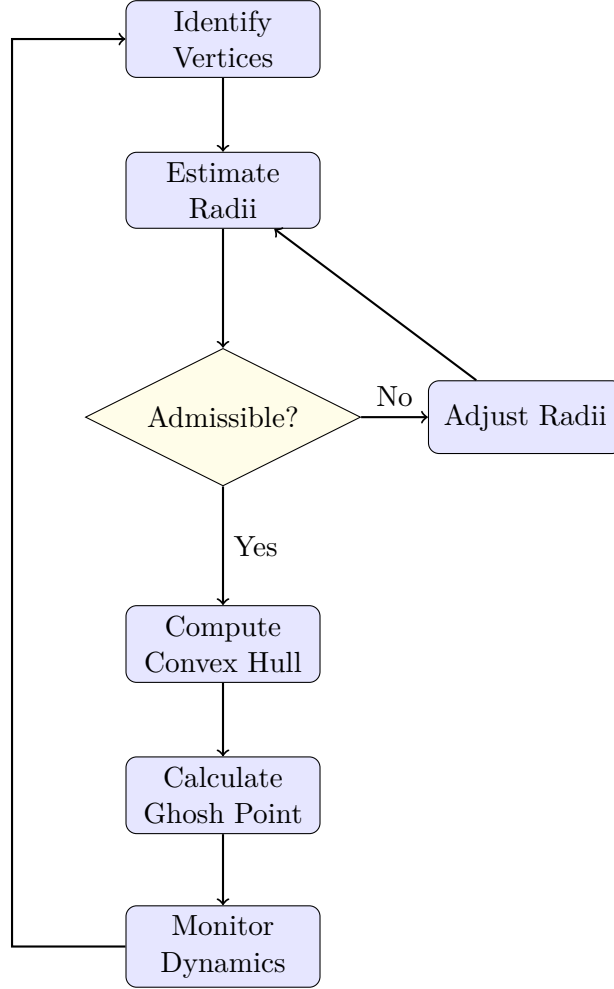 Identify
Vertices
Estimate
Radii
Admissible?
No
Adjust Radii
Yes
Compute
Convex Hull
Calculate
Ghosh Point
Monitor
Dynamics